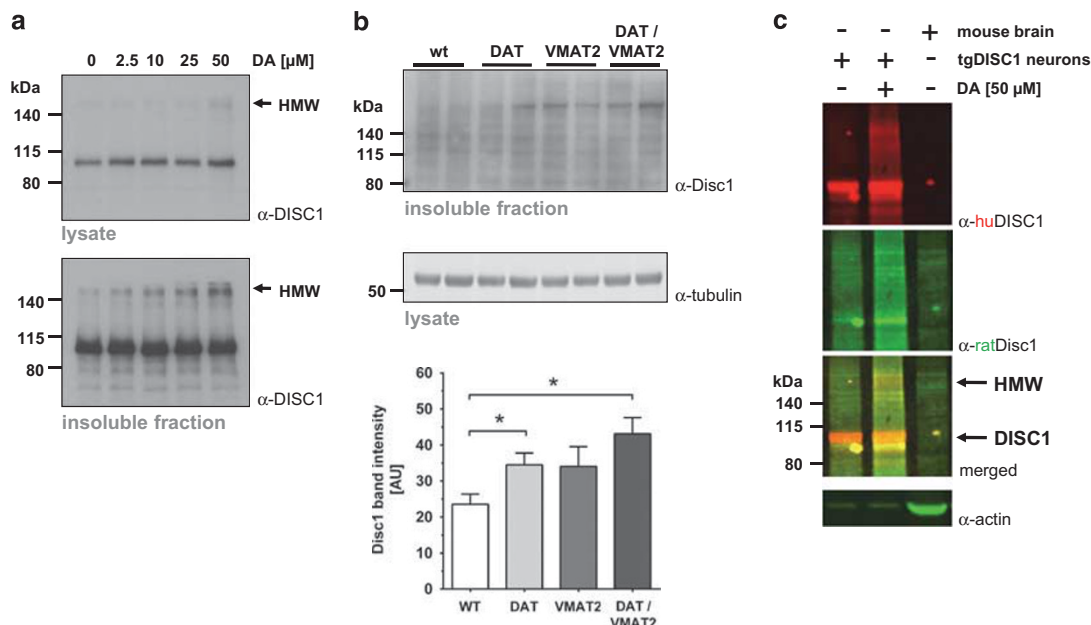 a
0 2.5 10 25 50 DA [µM]
kDa
140
115
80
HMW
α-DISC1
lysate
140
115
80
HMW
α-DISC1
insoluble fraction
b
wt DAT VMAT2 DAT /
VMAT2
kDa
140
115
80
α-Disc1
insoluble fraction
50
α-tubulin
lysate
Disc1 band intensity
[AU]
60
50
40
30
20
10
0
*
*
WT DAT VMAT2 DAT /
VMAT2
c
- - + mouse brain
+ + - tgDISC1 neurons
- + - DA [50 µM]
α-huDISC1
α-ratDisc1
kDa
140
115
80
HMW
DISC1
merged
α-actin